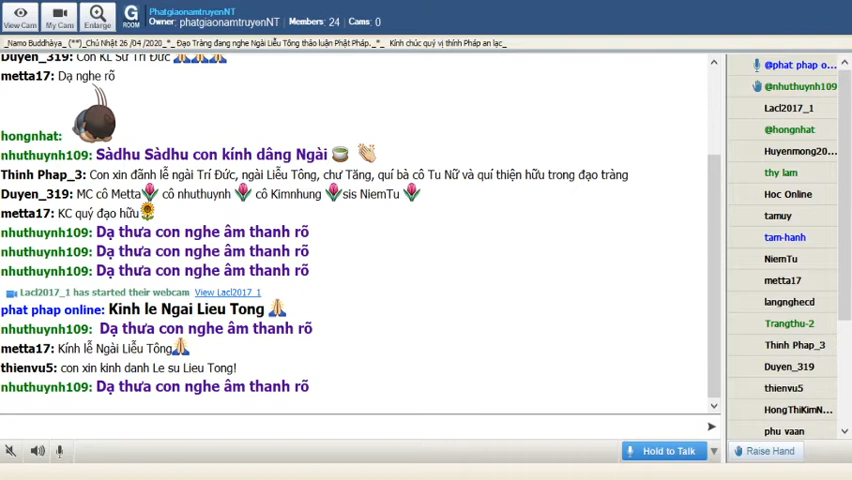 View Cam
My Cam
Enlarge
G
ROOM
PhatgiaonamtruyenNT
Owner: phatgiaonamtruyenNT Members: 24 Cams: 0
_Namo Buddhàya_ (**)_Chủ Nhật 26 /04 /2020_*_ Đạo Tràng đang nghe Ngài Liễu Tông thảo luận Phật Pháp._*_ Kính chúc quý vị thính Pháp an lạc_
Duyen_319: Con KL Sư Trí Đức
metta17: Dạ nghe rõ
hongnhat:
nhuthuynh109: Sàdhu Sàdhu con kính dâng Ngài
Thinh Phap_3: Con xin đãnh lễ ngài Trí Đức, ngài Liễu Tông, chư Tăng, quí bà cô Tu Nữ và quí thiện hữu trong đạo tràng
Duyen_319: MC cô Metta cô nhuthuynh cô Kimnhung sis NiemTu
metta17: KC quý đạo hữu
nhuthuynh109: Dạ thưa con nghe âm thanh rõ
nhuthuynh109: Dạ thưa con nghe âm thanh rõ
nhuthuynh109: Dạ thưa con nghe âm thanh rõ
Lacl2017_1 has started their webcam View Lacl2017_1
phat phap online: Kinh le Ngai Lieu Tong
nhuthuynh109: Dạ thưa con nghe âm thanh rõ
metta17: Kính lễ Ngài Liễu Tông
thienvu5: con xin kinh danh Le su Lieu Tong!
nhuthuynh109: Dạ thưa con nghe âm thanh rõ
Hold to Talk
@phat phap o...
@nhuthuynh109
Lacl2017_1
@hongnhat
Huyenmong20...
thy lam
Hoc Online
tamuy
tam-hanh
NiemTu
metta17
langnghecd
Trangthu-2
Thinh Phap_3
Duyen_319
thienvu5
HongThiKimN...
phu vaan
Raise Hand